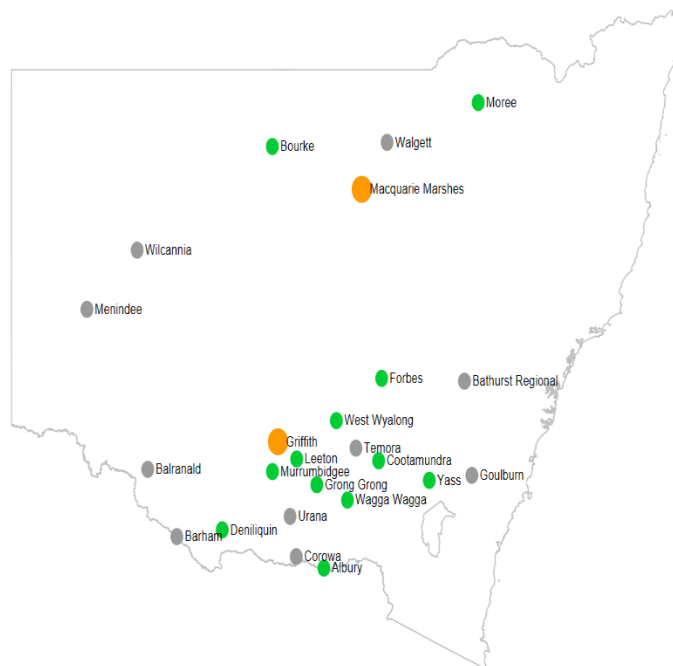 Moree
Walgett
Bourke
Macquarie Marshes
Wilcannia
Menindee
Forbes
Bathurst Regional
West Wyalong
Griffith
Temora
Leeton
Cootamundra
Balranald
Murrumbidgee
Goulburn
Yass
Grong Grong
Wagga Wagga
Urana
Deniliquin
Barham
Corowa
Albury